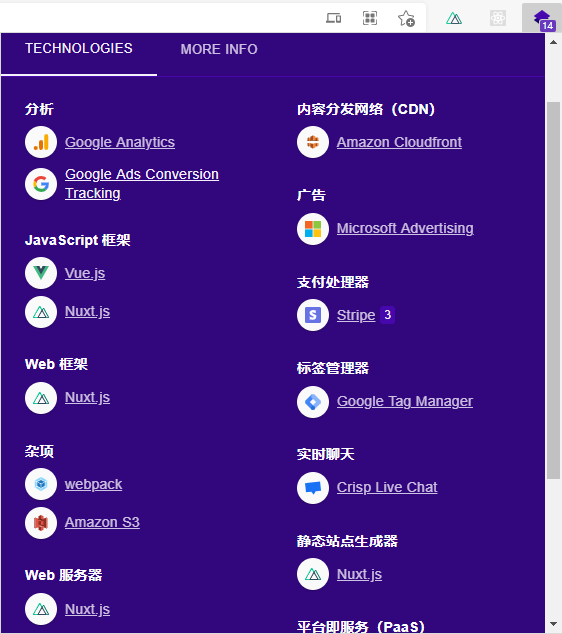 14
TECHNOLOGIES
MORE INFO
分析
Google Analytics
Google Ads Conversion
Tracking
JavaScript 框架
Vue.js
Nuxt.js
Web 框架
Nuxt.js
杂项
webpack
Amazon S3
Web 服务器
Nuxt.js
内容分发网络（CDN）
Amazon Cloudfront
广告
Microsoft Advertising
支付处理器
Stripe 3
标签管理器
Google Tag Manager
实时聊天
Crisp Live Chat
静态站点生成器
Nuxt.js
平台即服务（PaaS）